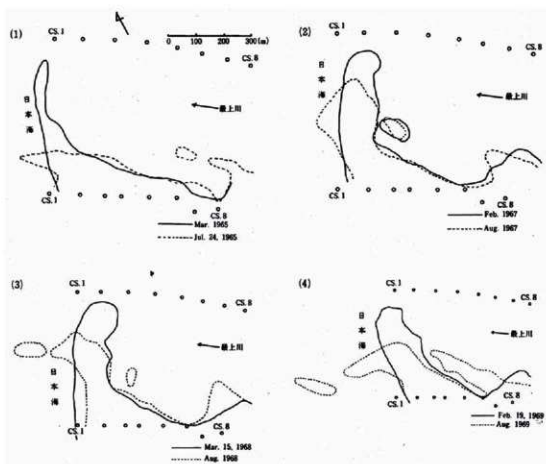 (1)
CS. 1
0
100
200
300(m)
CS. 8
日本海
最上川
CS. 1
CS. 8
Mar. 1965
Jul. 24, 1965
(2)
CS. 1
CS. 8
日本海
最上川
CS. 1
CS. 8
Feb. 1967
Aug. 1967
(3)
CS. 1
CS. 8
日本海
最上川
CS. 1
CS. 8
Mar. 15, 1968
Aug. 1968
(4)
CS. 1
CS. 8
日本海
最上川
CS. 1
CS. 8
Feb. 19, 1969
Aug. 1969